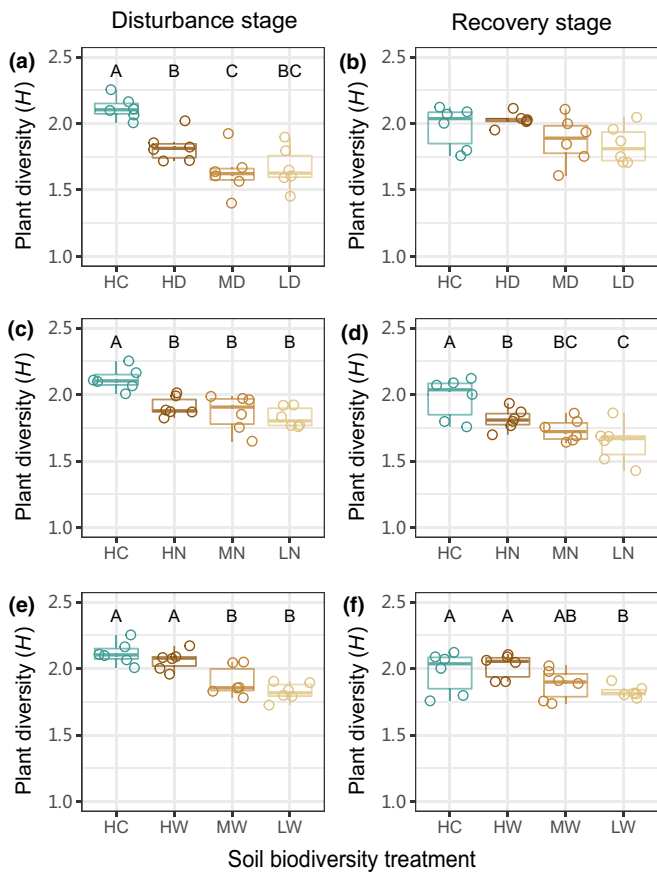 Disturbance stage
Recovery stage
(a)
A B C BC
2.5
2.0
1.5
1.0
Plant diversity (H)
HC HD MD LD
(b)
2.5
2.0
1.5
1.0
Plant diversity (H)
HC HD MD LD
(c)
A B B B
2.5
2.0
1.5
1.0
Plant diversity (H)
HC HN MN LN
(d)
A B BC C
2.5
2.0
1.5
1.0
Plant diversity (H)
HC HN MN LN
(e)
A A B B
2.5
2.0
1.5
1.0
Plant diversity (H)
HC HW MW LW
(f)
A A AB B
2.5
2.0
1.5
1.0
Plant diversity (H)
HC HW MW LW
Soil biodiversity treatment